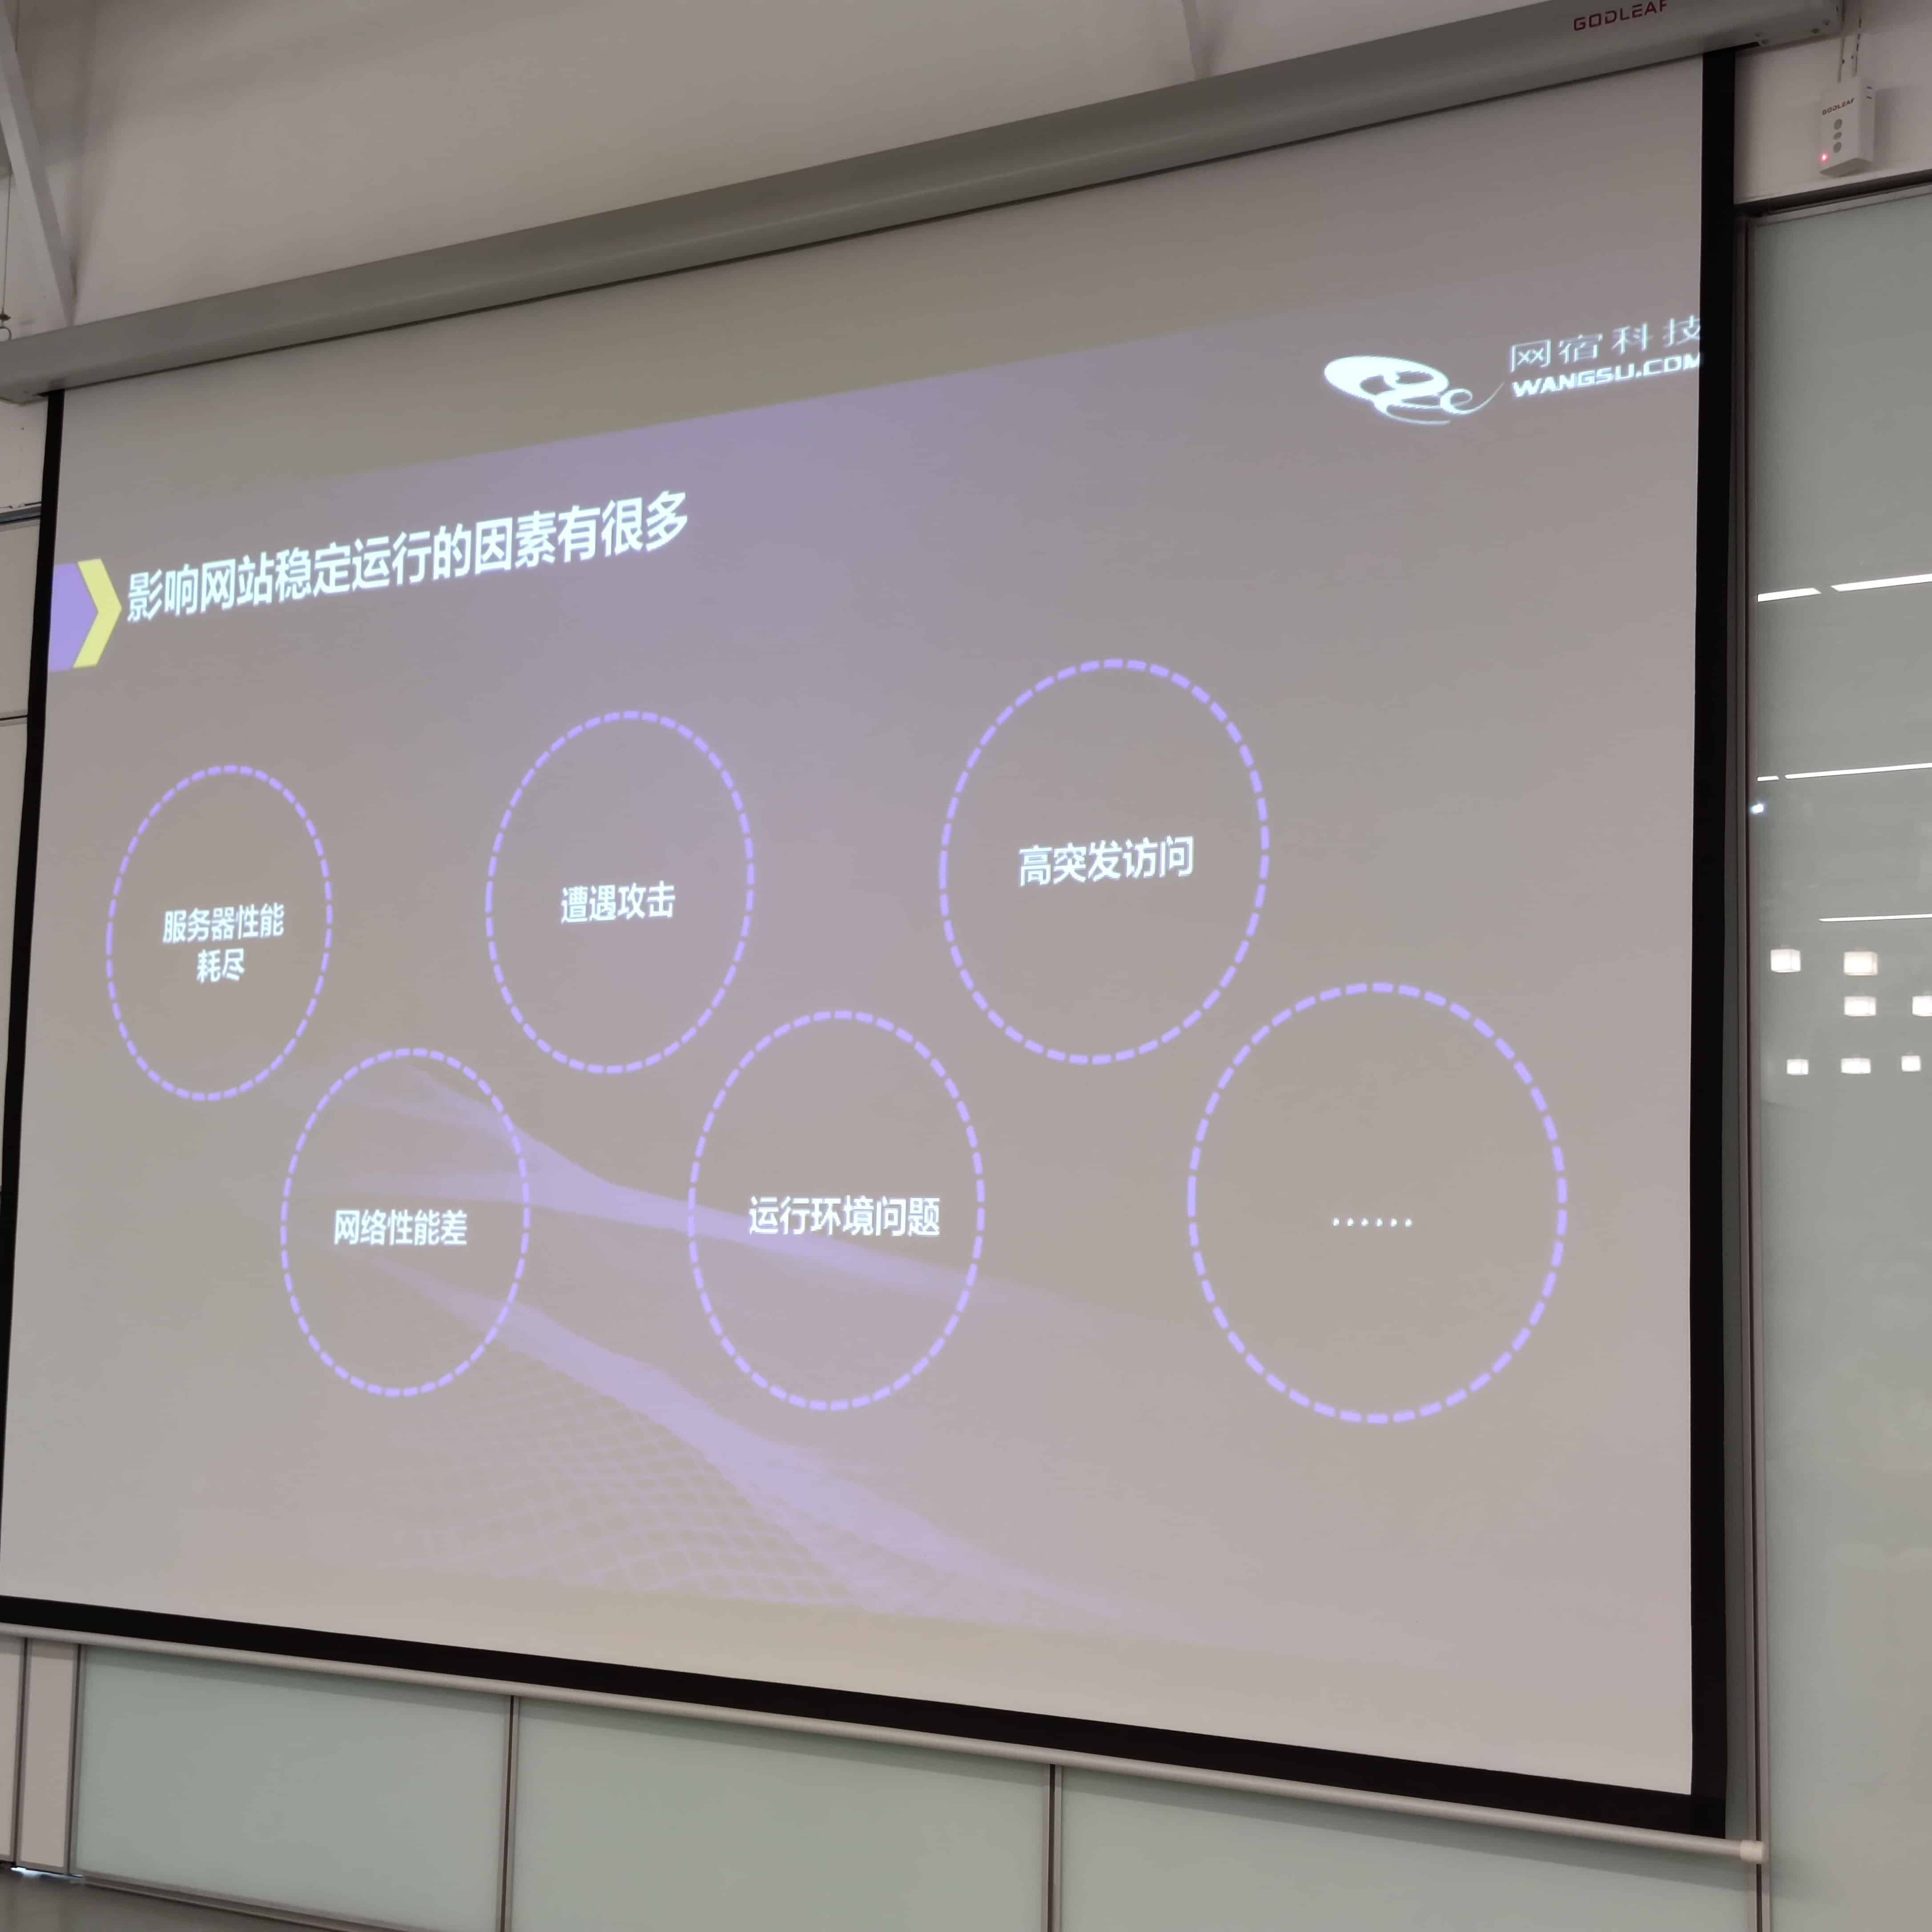 GODLEAF
GODLEAF
网宿科技
WANGSU.COM
影响网站稳定运行的因素有很多
服务器性能
耗尽
遭遇攻击
高突发访问
网络性能差
运行环境问题
......